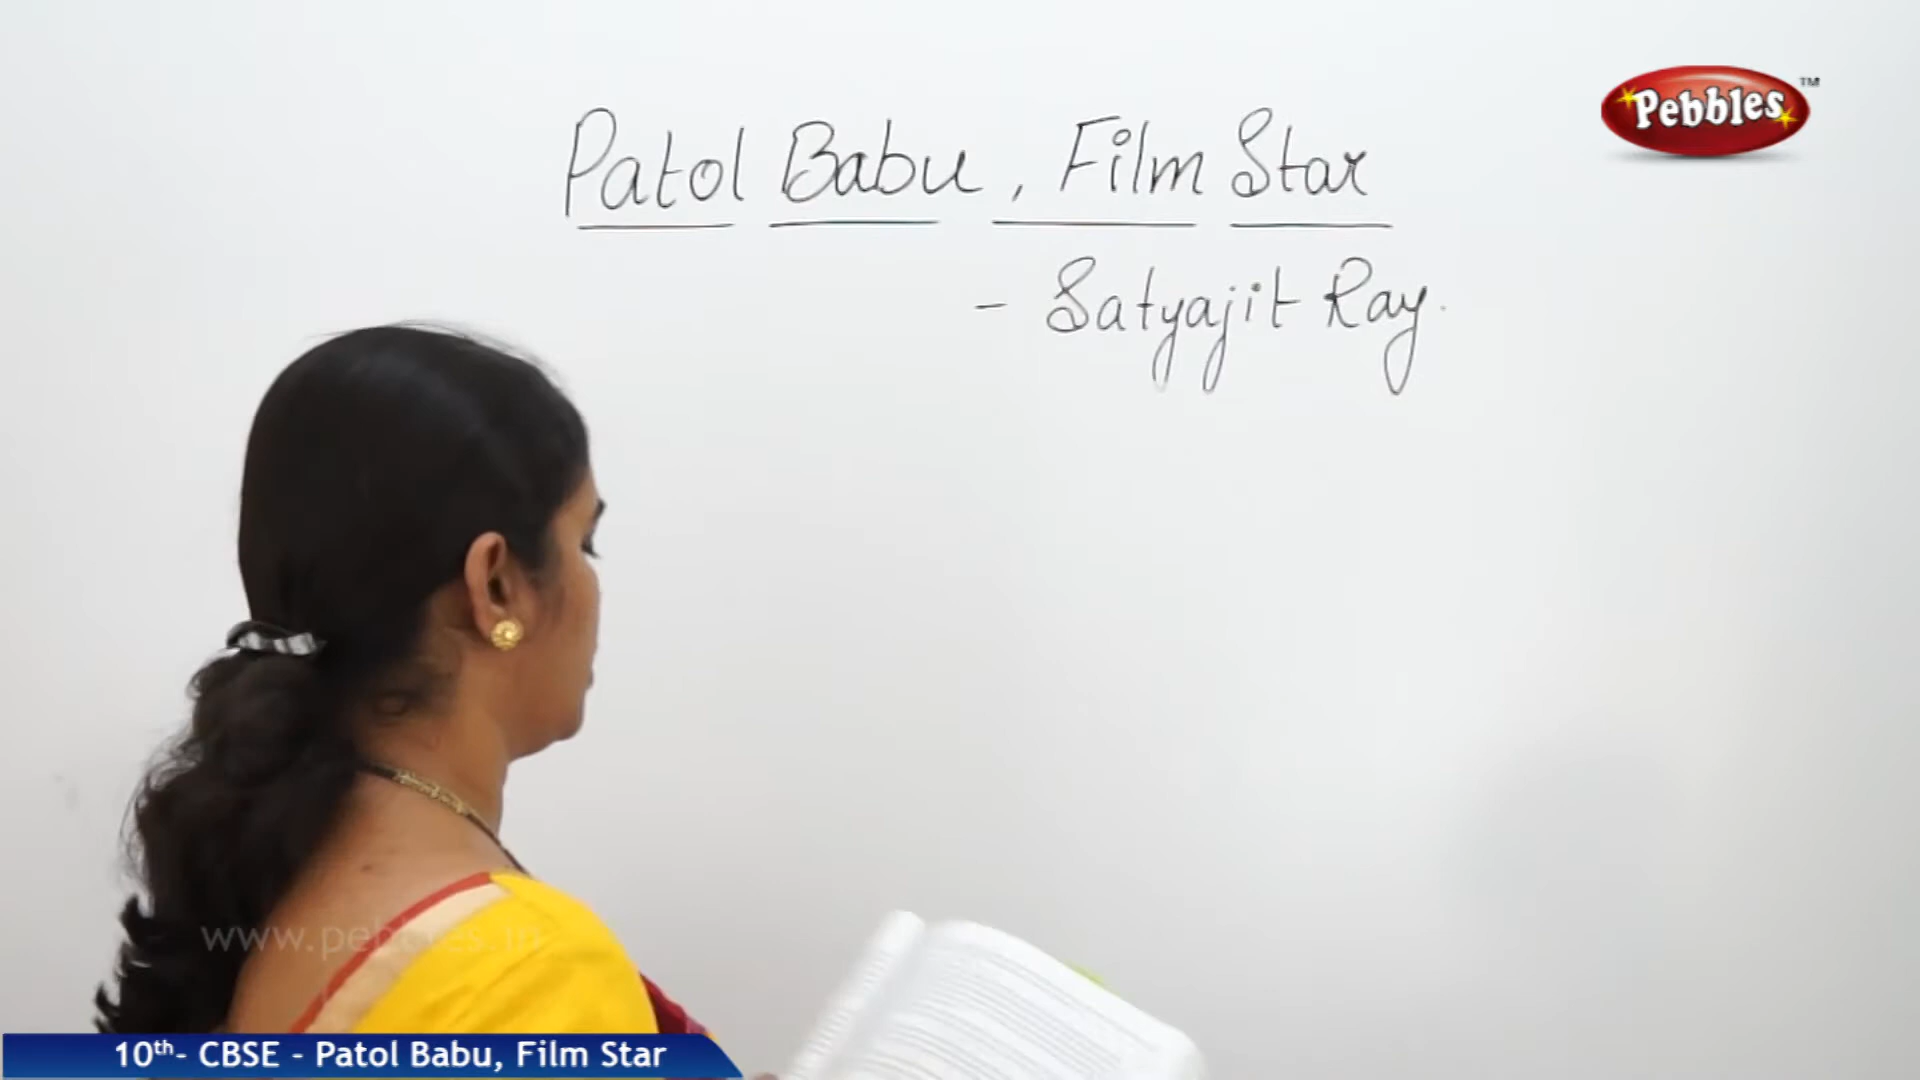 Pebbles TM
Patol Babu, Film Star
- Satyajit Ray.
www.pebbles.in
10th- CBSE - Patol Babu, Film Star